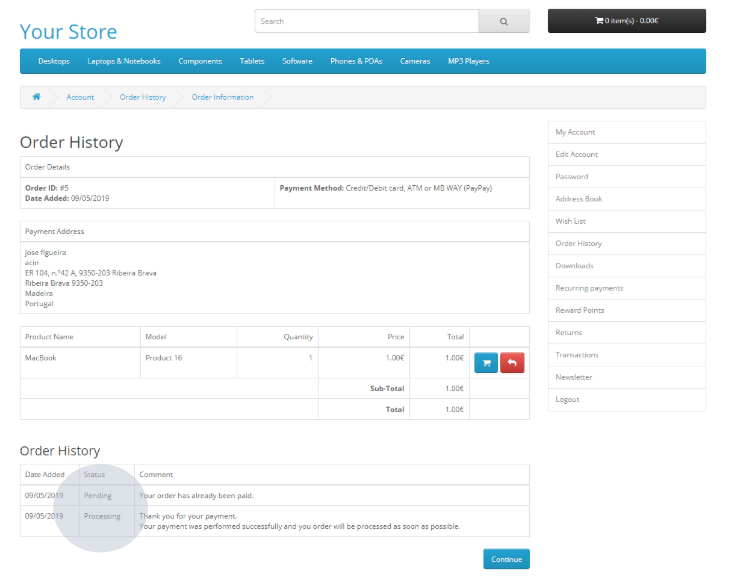 Your Store
Search
0 item(s) - 0.00€
Desktops Laptops & Notebooks Components Tablets Software Phones & PDAs Cameras MP3 Players
Account Order History Order Information
Order History
Order Details
Order ID: #5
Date Added: 09/05/2019
Payment Method: Credit/Debit card, ATM or MB WAY (PayPay)
Payment Address
jose figueira
acin
ER 104, n.º42 A, 9350-203 Ribeira Brava
Ribeira Brava 9350-203
Madeira
Portugal
Product Name Model Quantity Price Total
MacBook Product 16 1 1.00€ 1.00€
Sub-Total 1.00€
Total 1.00€
Order History
Date Added Status Comment
09/05/2019 Pending Your order has already been paid.
09/05/2019 Processing Thank you for your payment.
Your payment was performed successfully and you order will be processed as soon as possible.
Continue
My Account
Edit Account
Password
Address Book
Wish List
Order History
Downloads
Recurring payments
Reward Points
Returns
Transactions
Newsletter
Logout